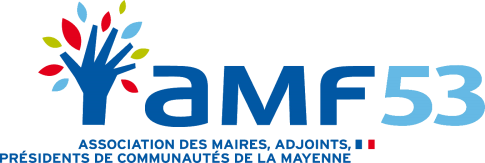 aMF53
ASSOCIATION DES MAIRES, ADJOINTS,
PRÉSIDENTS DE COMMUNAUTÉS DE LA MAYENNE